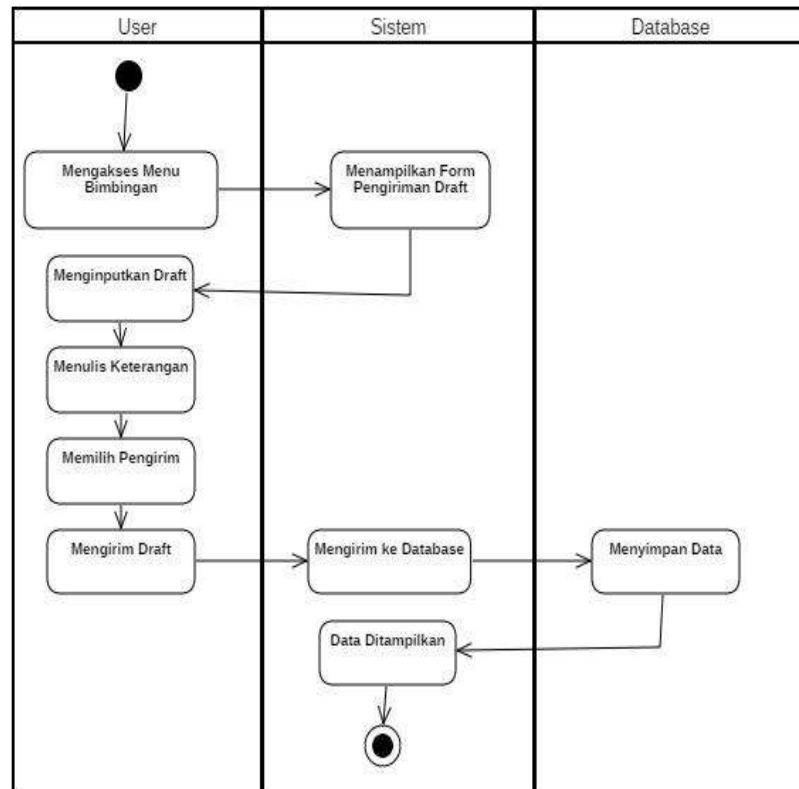 User
Sistem
Database
Mengakses Menu
Bimbingan
Menampilkan Form
Pengiriman Draft
Menginputkan Draft
Menulis Keterangan
Memilih Pengirim
Mengirim Draft
Mengirim ke Database
Menyimpan Data
Data Ditampilkan